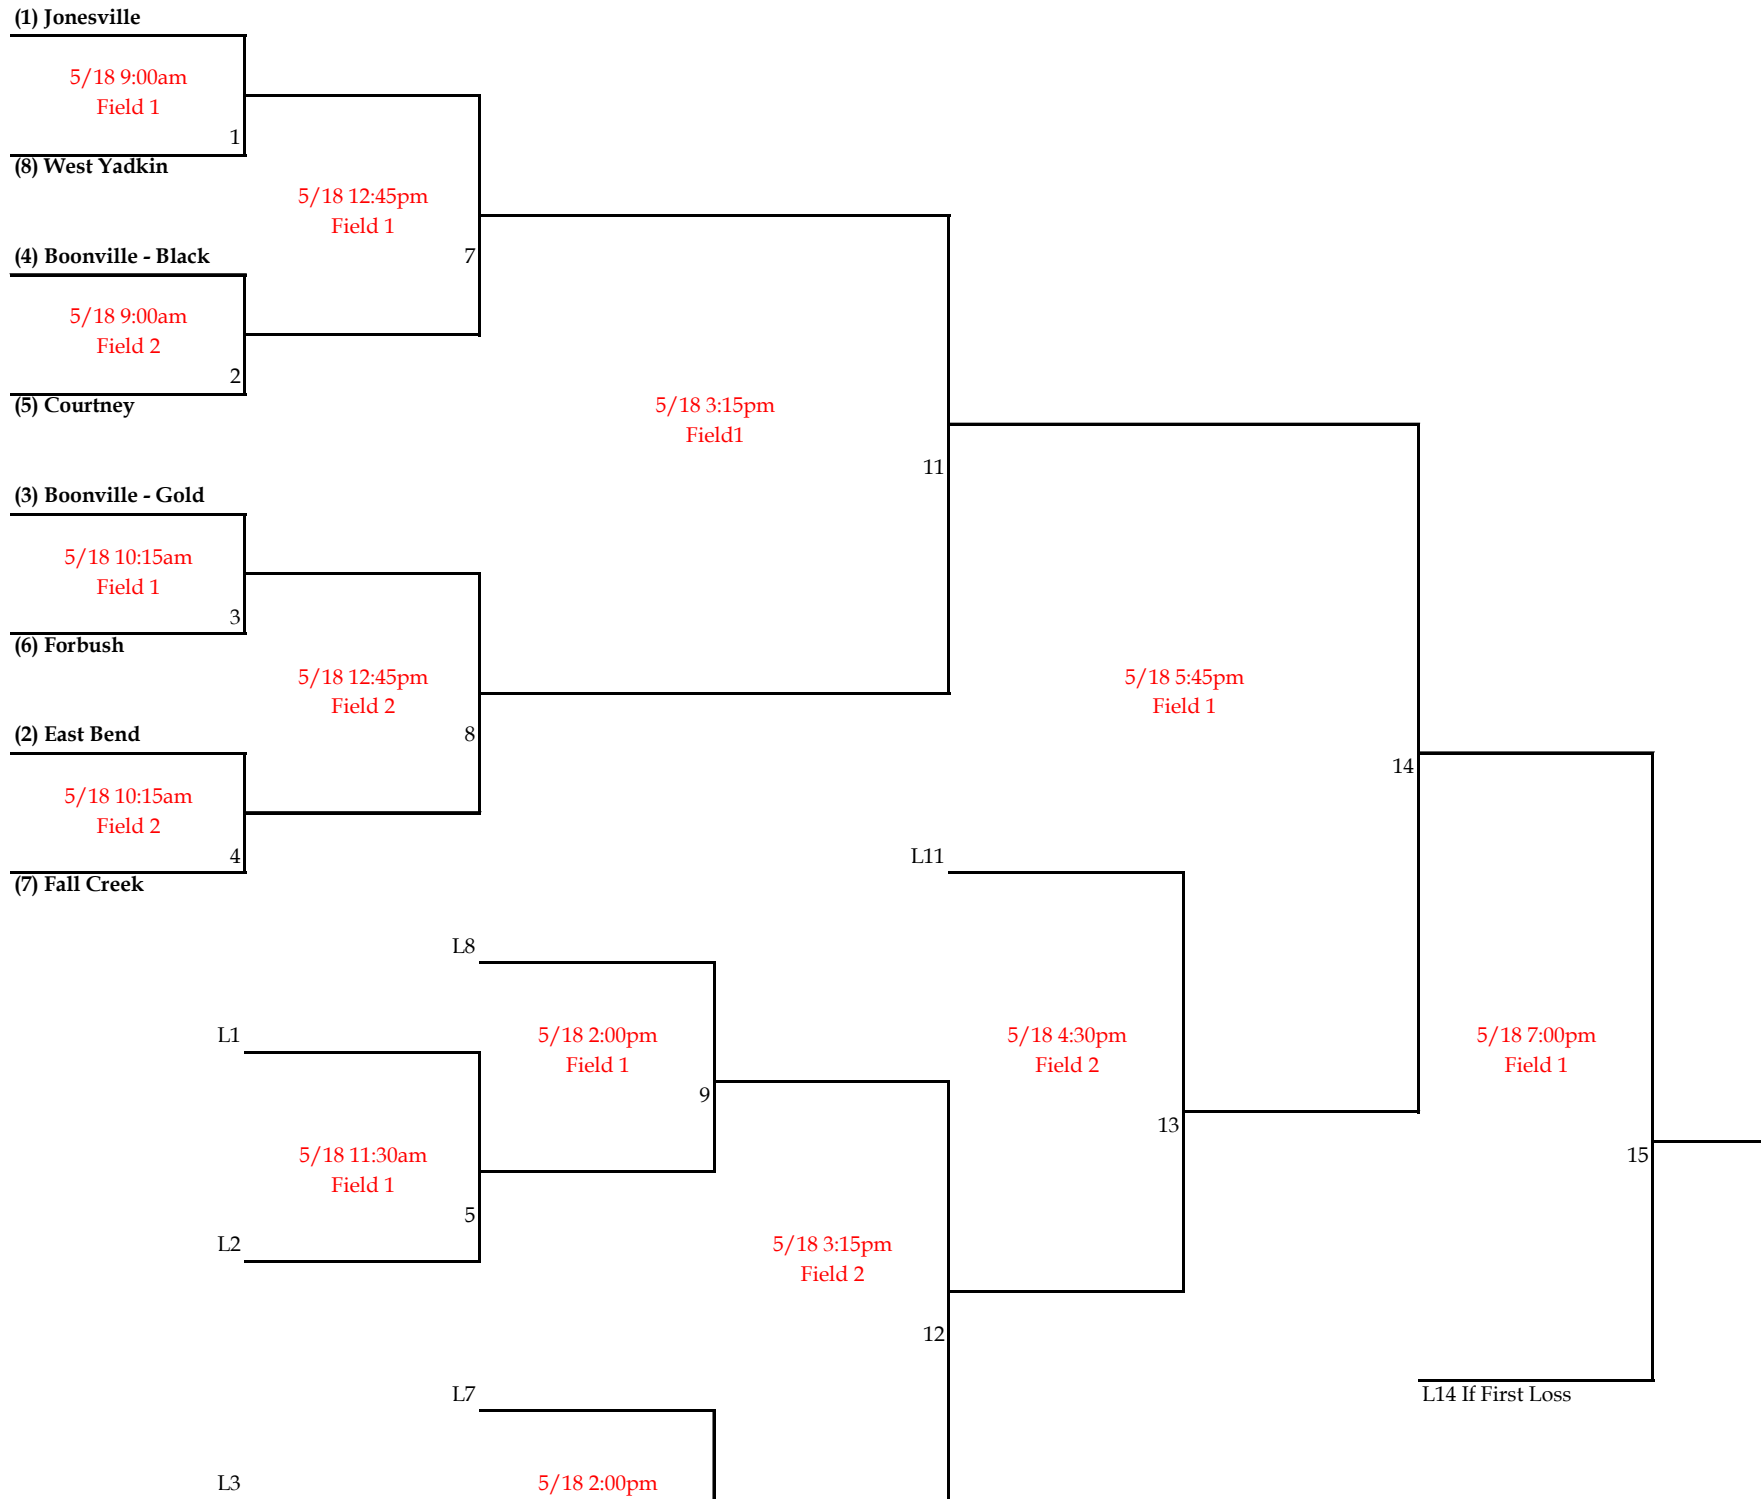 (1) Jonesville
5/18 9:00am
Field 1
1
(8) West Yadkin
5/18 12:45pm
Field 1
7
(4) Boonville - Black
5/18 9:00am
Field 2
2
(5) Courtney
5/18 3:15pm
Field1
11
(3) Boonville - Gold
5/18 10:15am
Field 1
3
(6) Forbush
5/18 12:45pm
Field 2
8
5/18 5:45pm
Field 1
14
(2) East Bend
5/18 10:15am
Field 2
4
(7) Fall Creek
L11
L8
L1
5/18 2:00pm
Field 1
9
5/18 4:30pm
Field 2
13
5/18 7:00pm
Field 1
15
5/18 11:30am
Field 1
5
L2
5/18 3:15pm
Field 2
12
L7
L14 If First Loss
L3
5/18 2:00pm